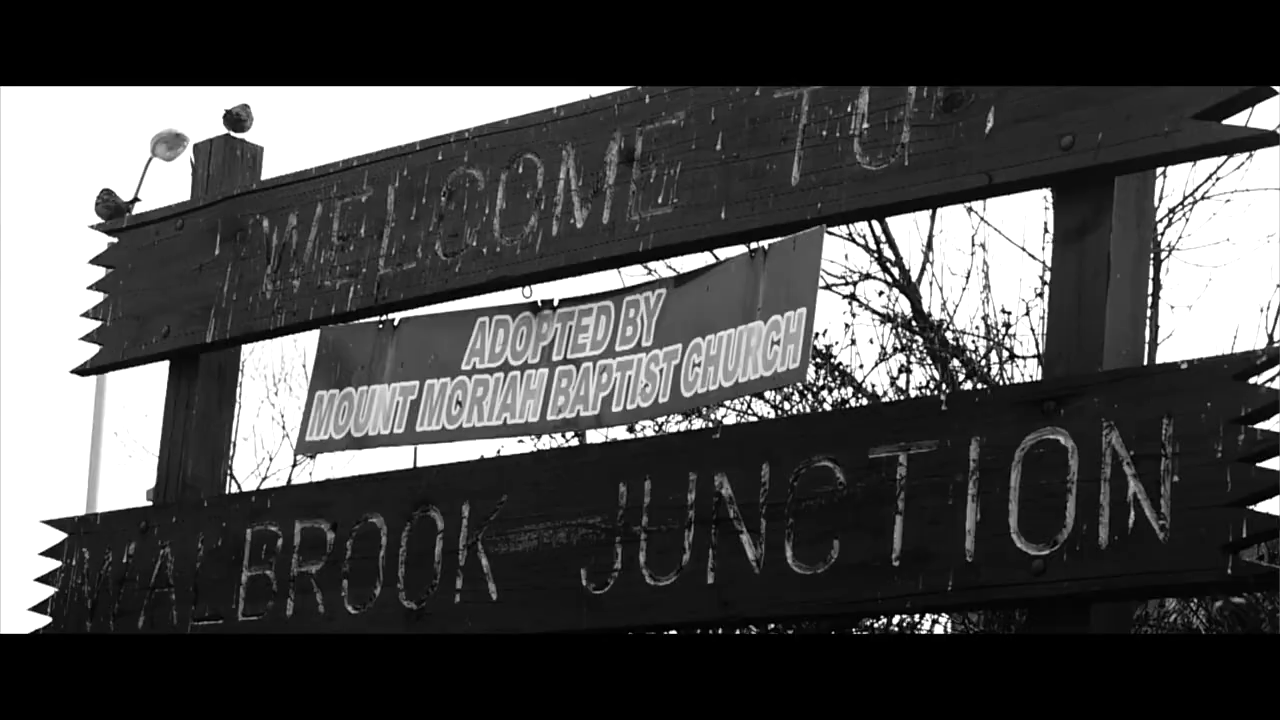 WELCOME TO
ADOPTED BY
MOUNT MORIAH BAPTIST CHURCH
WALBROOK JUNCTION